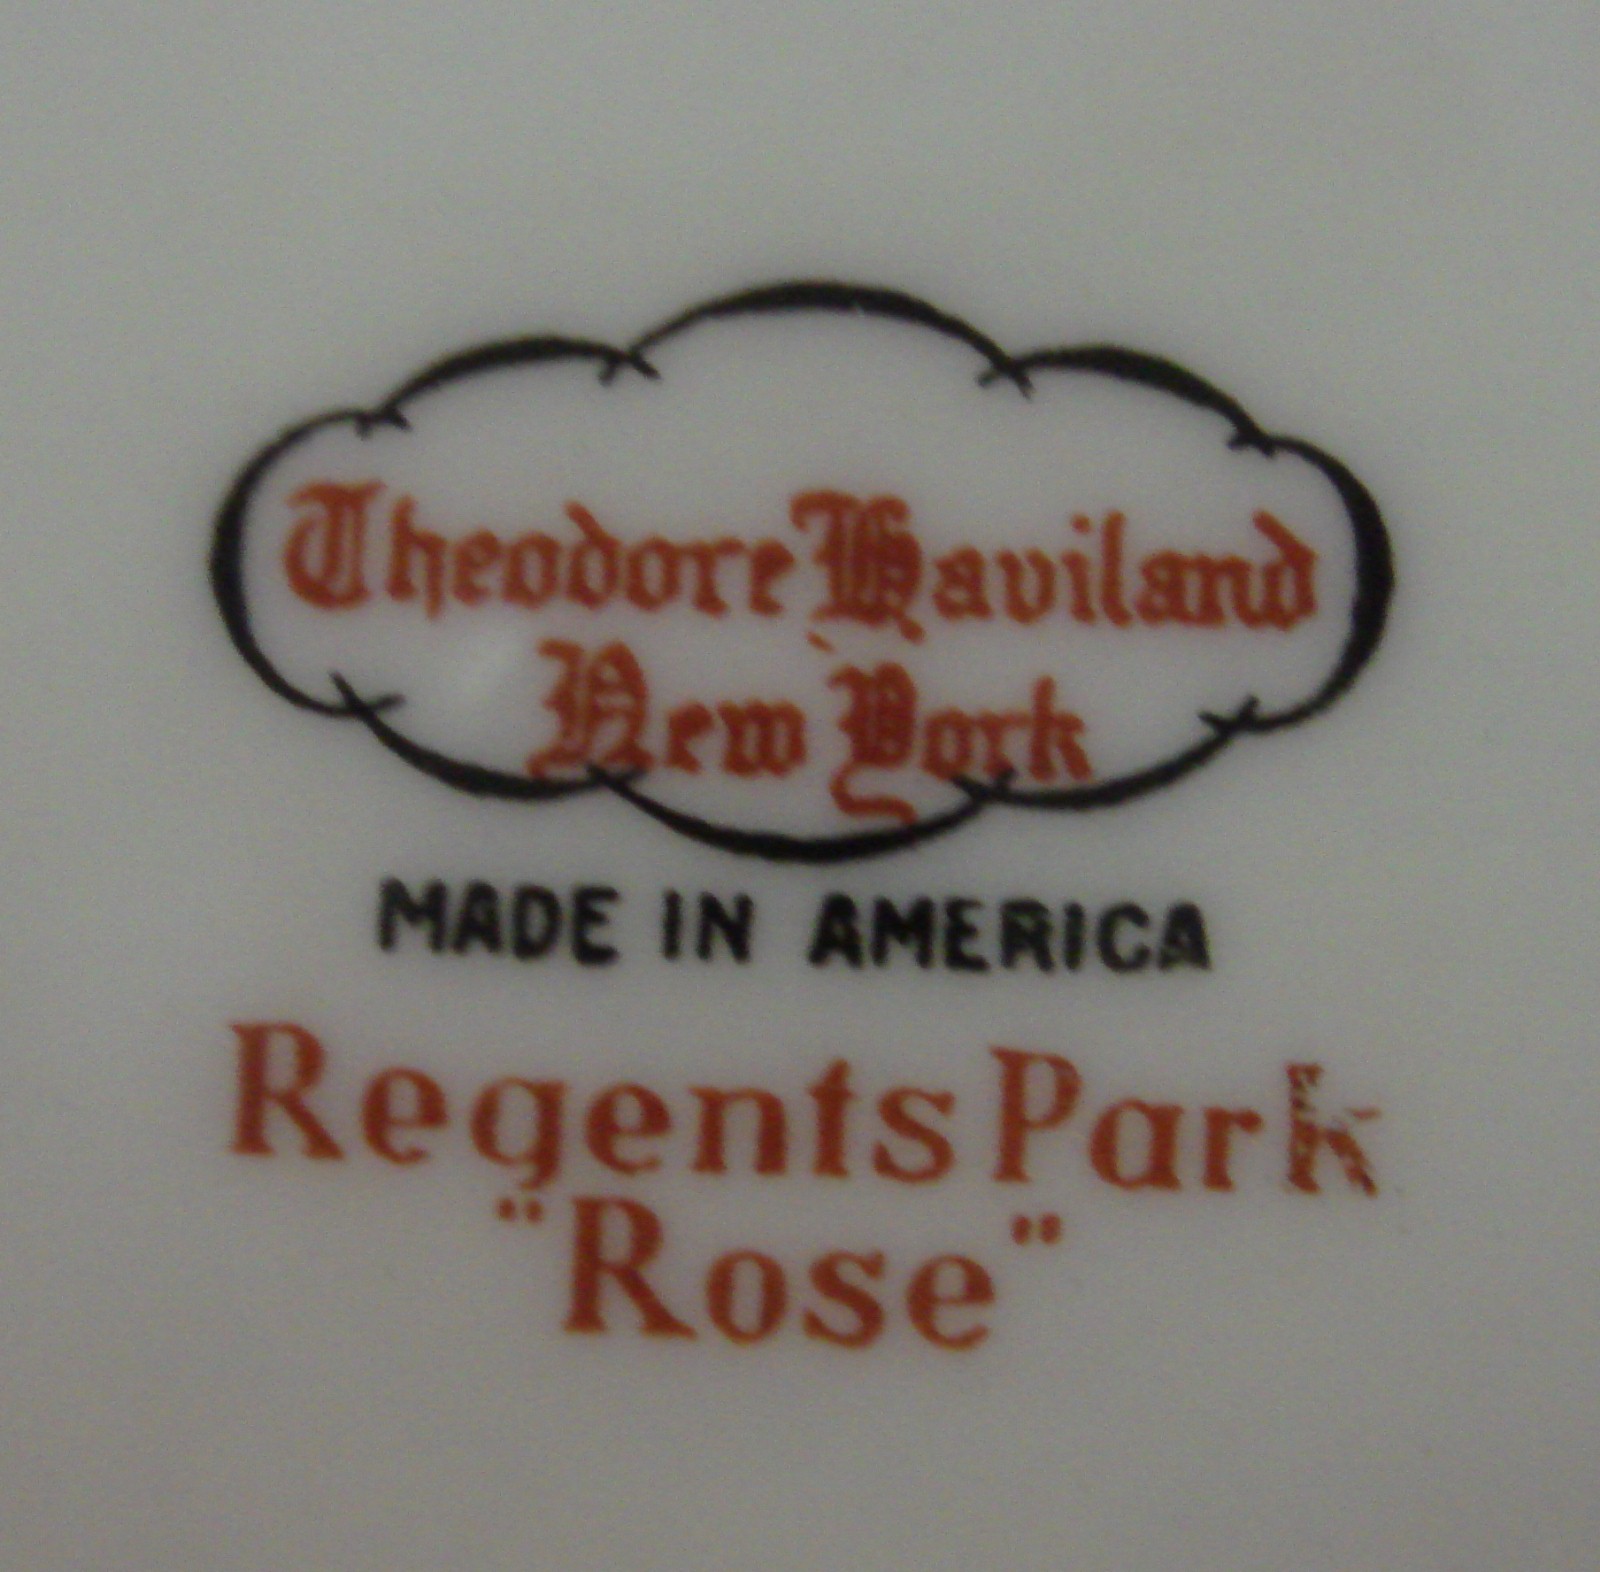 Theodore Haviland
New York
MADE IN AMERICA
Regents Park
"Rose"